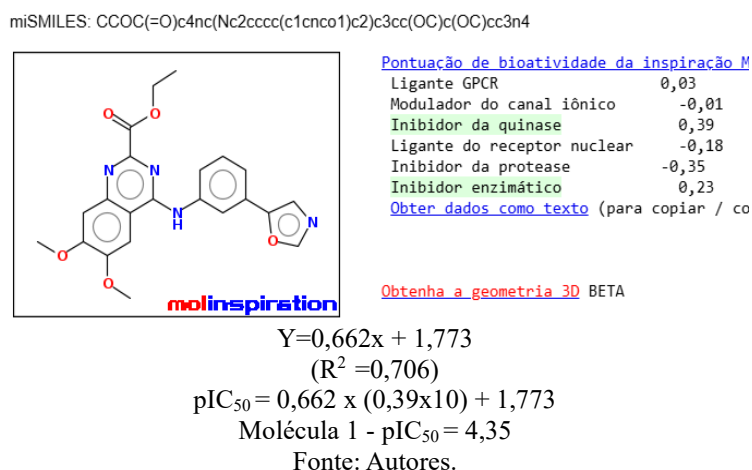 miSMILES: CCOC(=O)c4nc(Nc2cccc(c1cnco1)c2)c3cc(OC)c(OC)cc3n4
Pontuação de bioatividade da inspiração M
Ligante GPCR 0,03
Modulador do canal iônico -0,01
Inibidor da quinase 0,39
Ligante do receptor nuclear -0,18
Inibidor da protease -0,35
Inibidor enzimático 0,23
Obter dados como texto (para copiar / co
Obtenha a geometria 3D BETA
O
O
N
N
N
H
N
O
O
O
molinspiration
Y=0,662x + 1,773
(R² =0,706)
pIC₅₀ = 0,662 x (0,39x10) + 1,773
Molécula 1 - pIC₅₀ = 4,35
Fonte: Autores.